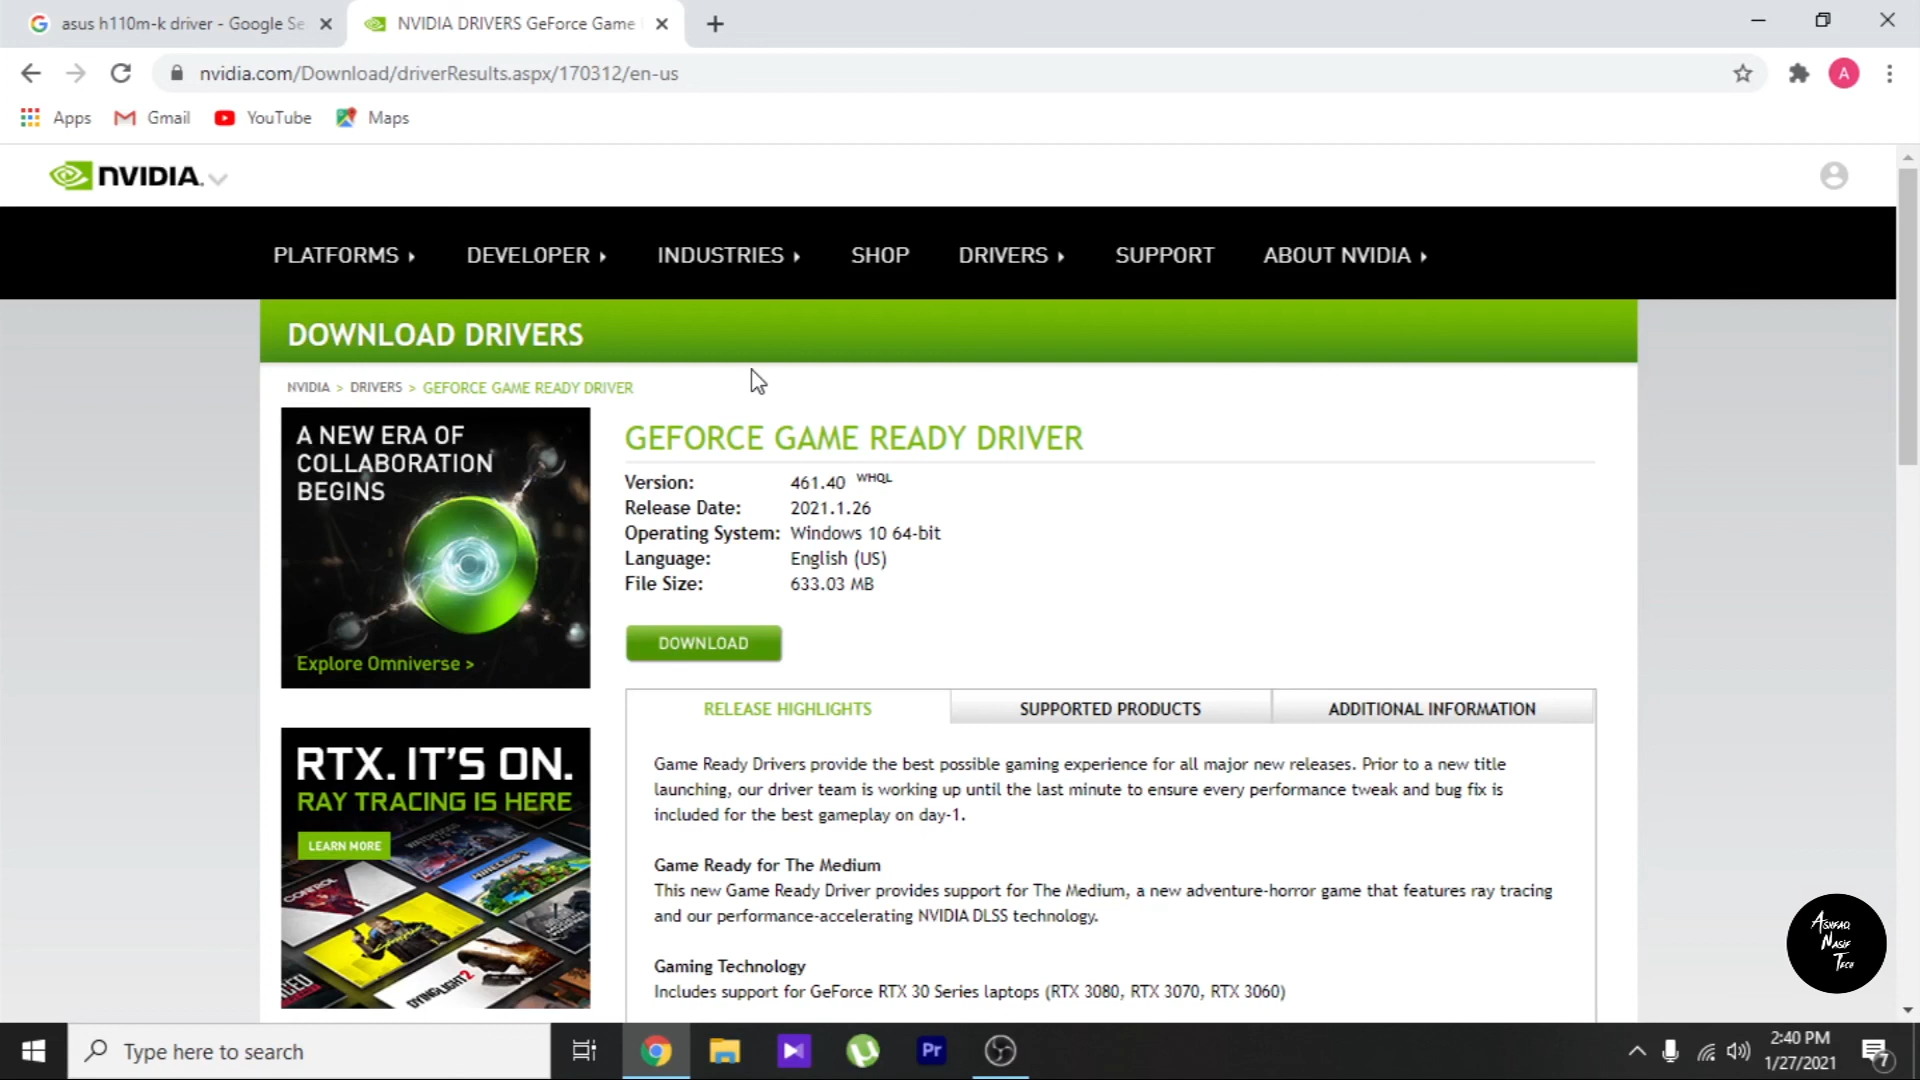 asus h110m-k driver - Google Se
NVIDIA DRIVERS GeForce Game
nvidia.com/Download/driverResults.aspx/170312/en-us
A
Apps
Gmail
YouTube
Maps
NVIDIA.
PLATFORMS
DEVELOPER
INDUSTRIES
SHOP
DRIVERS
SUPPORT
ABOUT NVIDIA
DOWNLOAD DRIVERS
NVIDIA > DRIVERS > GEFORCE GAME READY DRIVER
A NEW ERA OF
COLLABORATION
BEGINS
Explore Omniverse >
RTX. IT'S ON.
RAY TRACING IS HERE
LEARN MORE
CONTROL
MINECRAFT
DYINGLIGHT2
GEFORCE GAME READY DRIVER
Version: 461.40 WHQL
Release Date: 2021.1.26
Operating System: Windows 10 64-bit
Language: English (US)
File Size: 633.03 MB
DOWNLOAD
RELEASE HIGHLIGHTS
SUPPORTED PRODUCTS
ADDITIONAL INFORMATION
Game Ready Drivers provide the best possible gaming experience for all major new releases. Prior to a new title
launching, our driver team is working up until the last minute to ensure every performance tweak and bug fix is
included for the best gameplay on day-1.
Game Ready for The Medium
This new Game Ready Driver provides support for The Medium, a new adventure-horror game that features ray tracing
and our performance-accelerating NVIDIA DLSS technology.
Gaming Technology
Includes support for GeForce RTX 30 Series laptops (RTX 3080, RTX 3070, RTX 3060)
Ashfaq
Nasif
Tech
Type here to search
Pr
2:40 PM
1/27/2021
7